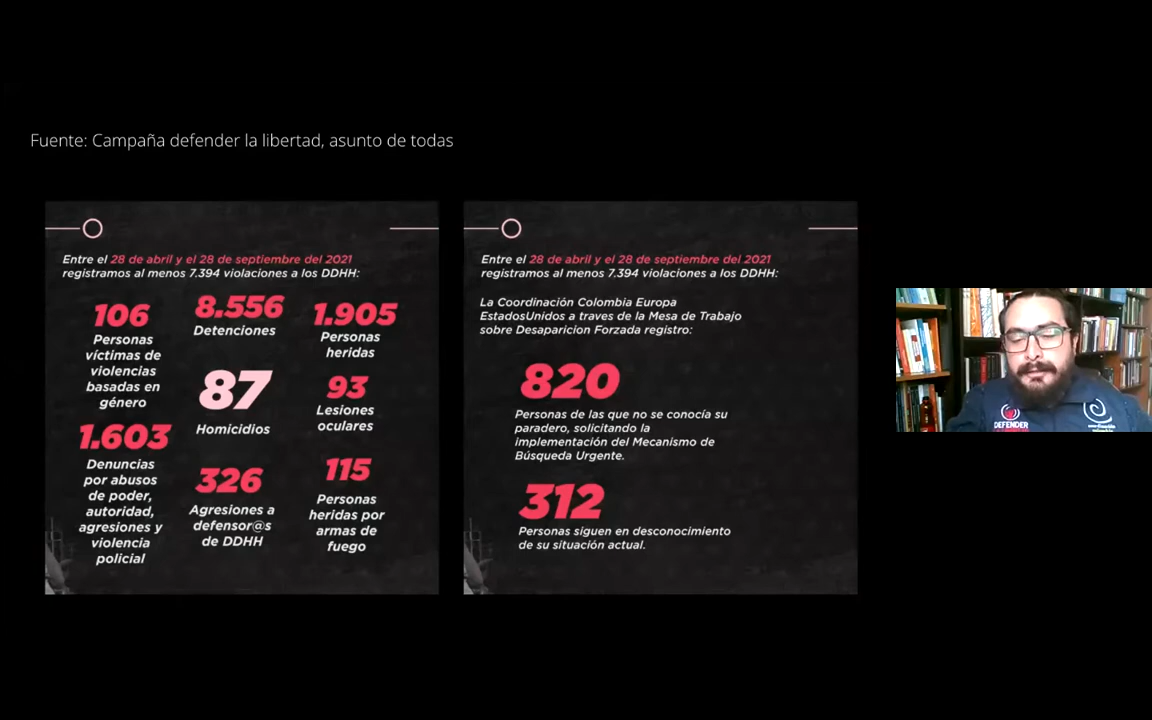 Fuente: Campaña defender la libertad, asunto de todas
Entre el 28 de abril y el 28 de septiembre del 2021
registramos al menos 7.394 violaciones a los DDHH:
106
Personas
víctimas de
violencias
basadas en
género
8.556
Detenciones
1.905
Personas
heridas
87
Homicidios
93
Lesiones
oculares
1.603
Denuncias
por abusos
de poder,
autoridad,
agresiones y
violencia
policial
326
Agresiones a
defensor@s
de DDHH
115
Personas
heridas por
armas de
fuego
Entre el 28 de abril y el 28 de septiembre del 2021
registramos al menos 7.394 violaciones a los DDHH:
La Coordinación Colombia Europa
EstadosUnidos a traves de la Mesa de Trabajo
sobre Desaparicion Forzada registro:
820
Personas de las que no se conocía su
paradero, solicitando la
implementación del Mecanismo de
Búsqueda Urgente.
312
Personas siguen en desconocimiento
de su situación actual.
DEFENDER